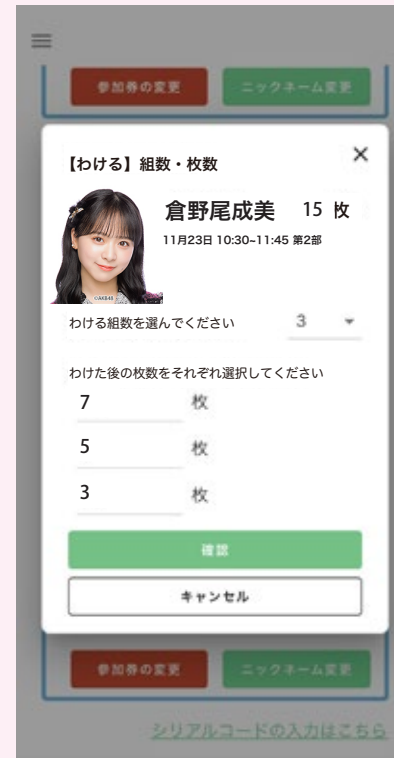 参加券の変更 ニックネーム変更
【わける】組数・枚数
倉野尾成美 15 枚
11月23日 10:30~11:45 第2部
©AKB48
わける組数を選んでください 3
わけた後の枚数をそれぞれ選択してください
7 枚
5 枚
3 枚
確認
キャンセル
参加券の変更 ニックネーム変更
シリアルコードの入力はこちら